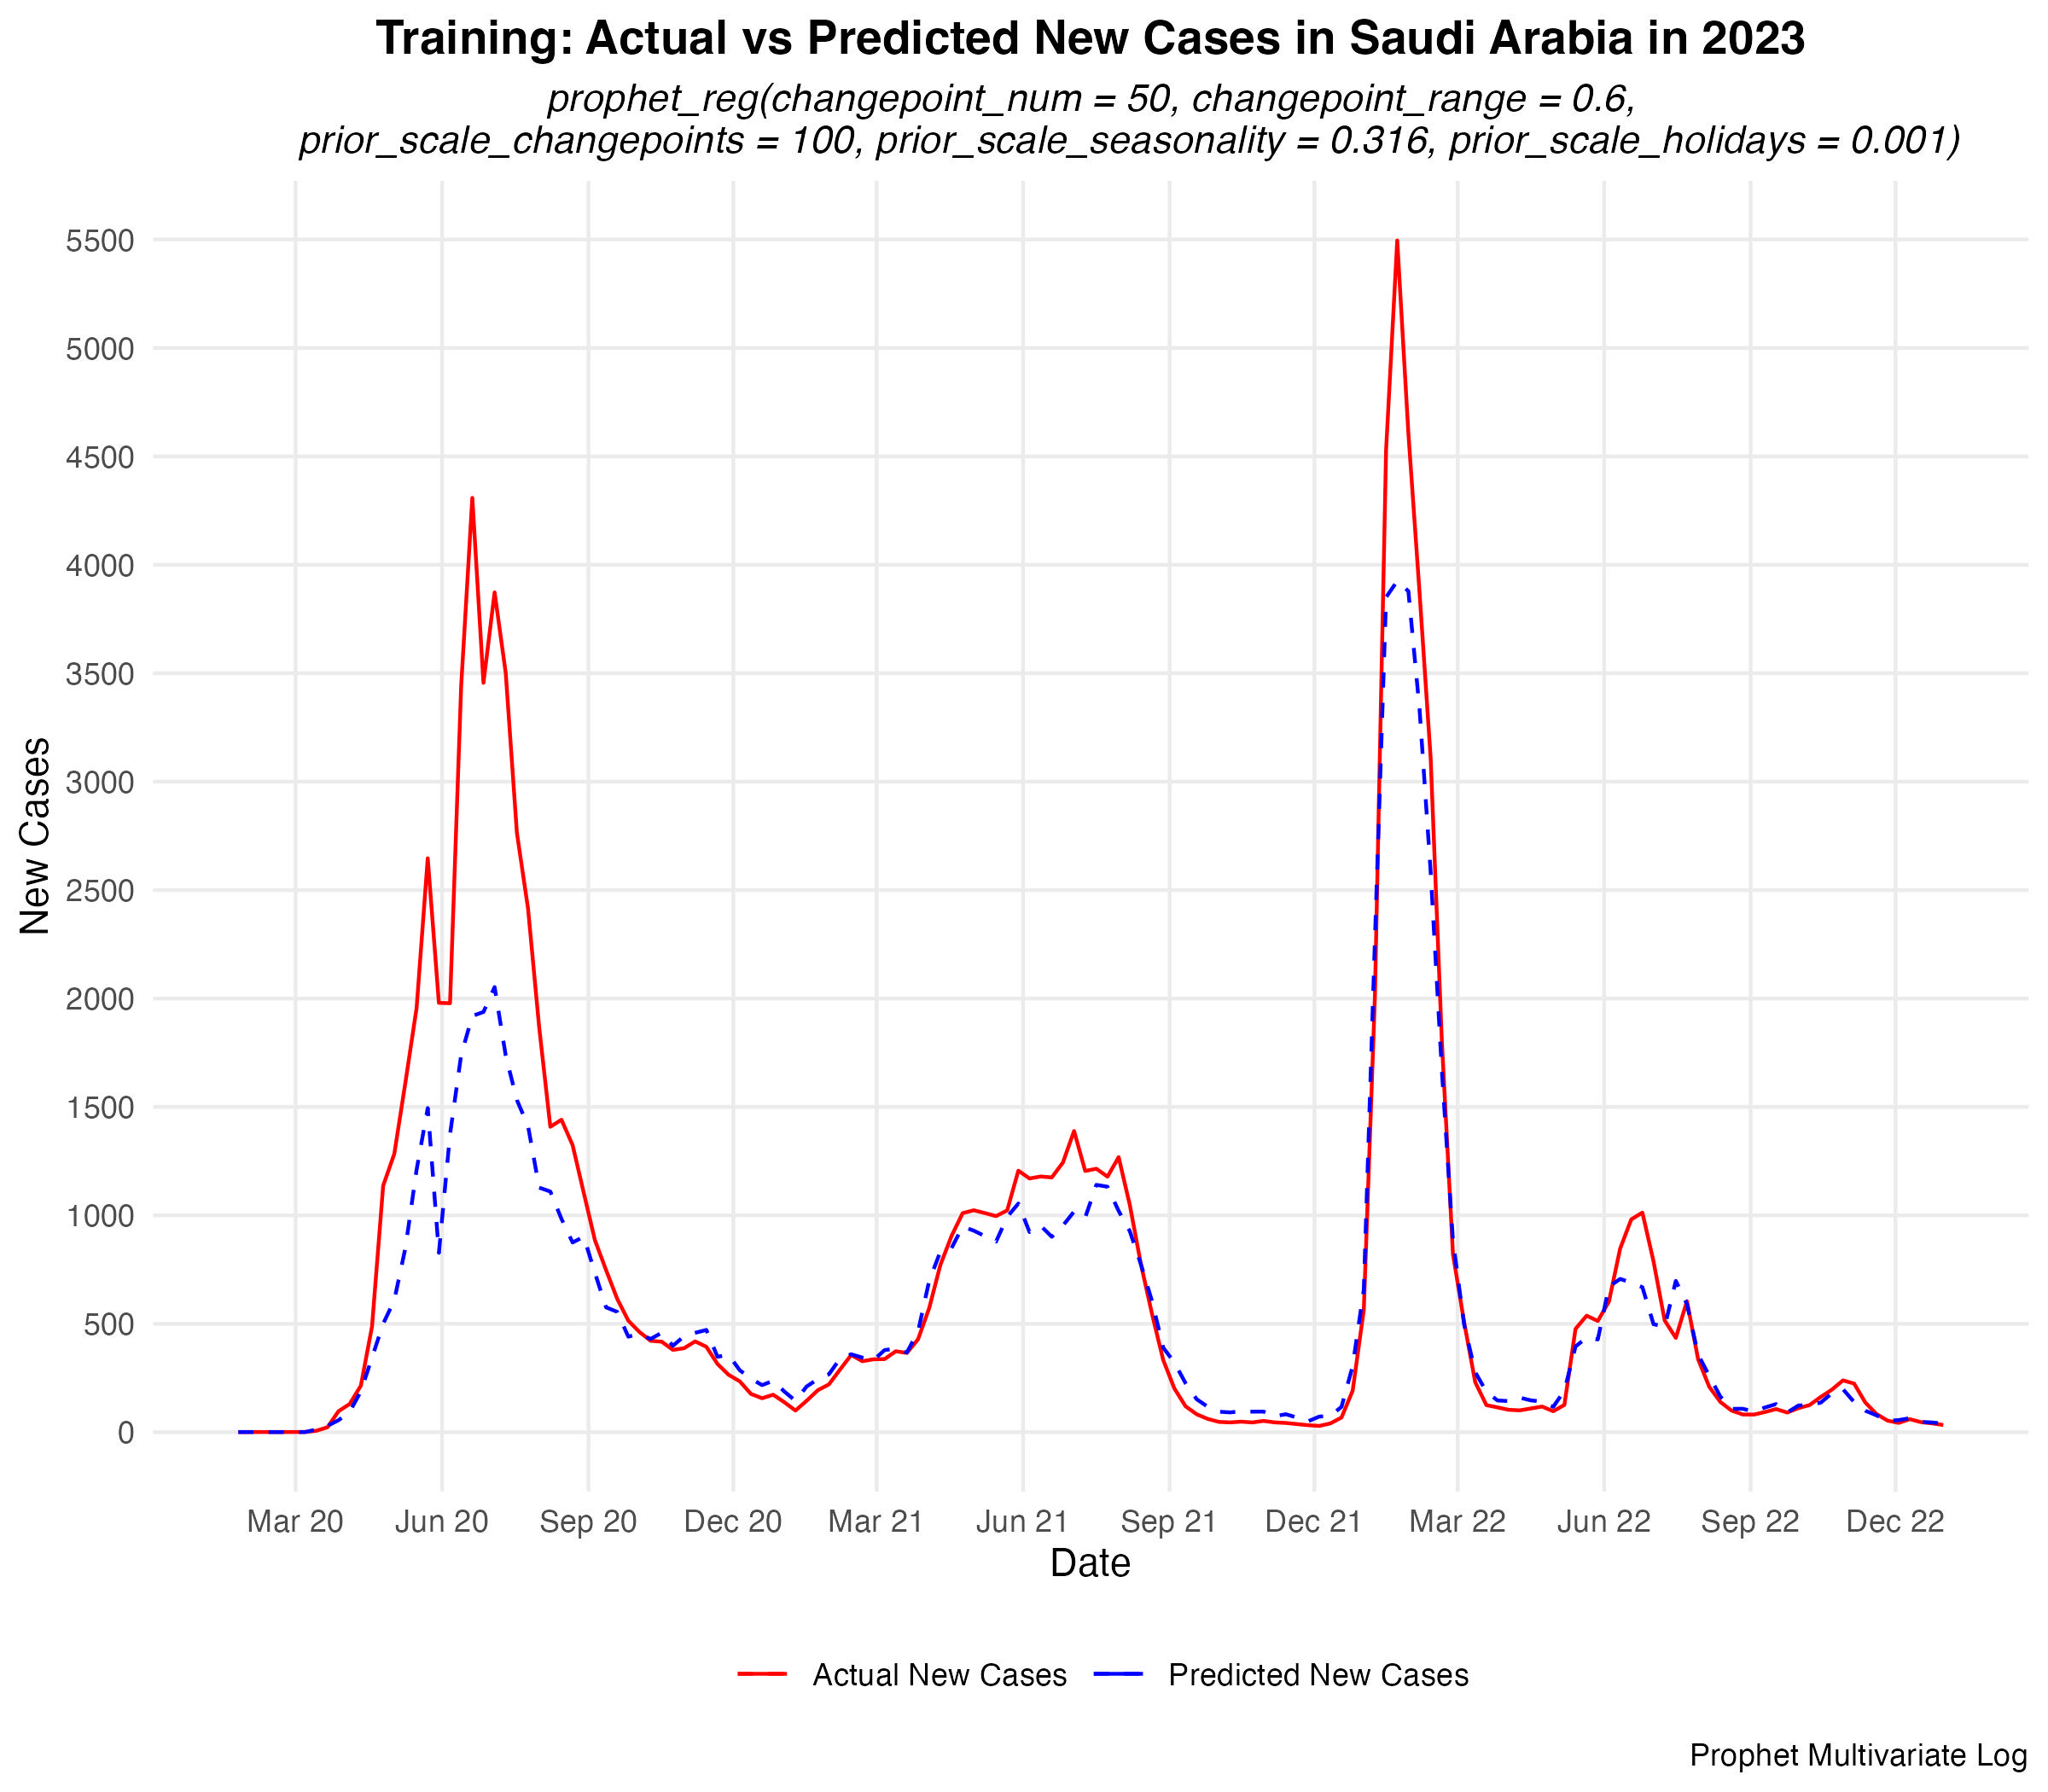 Training: Actual vs Predicted New Cases in Saudi Arabia in 2023
prophet_reg(changepoint_num = 50, changepoint_range = 0.6,
prior_scale_changepoints = 100, prior_scale_seasonality = 0.316, prior_scale_holidays = 0.001)
New Cases
5500
5000
4500
4000
3500
3000
2500
2000
1500
1000
500
0
Mar 20 Jun 20 Sep 20 Dec 20 Mar 21 Jun 21 Sep 21 Dec 21 Mar 22 Jun 22 Sep 22 Dec 22
Date
Actual New Cases Predicted New Cases
Prophet Multivariate Log